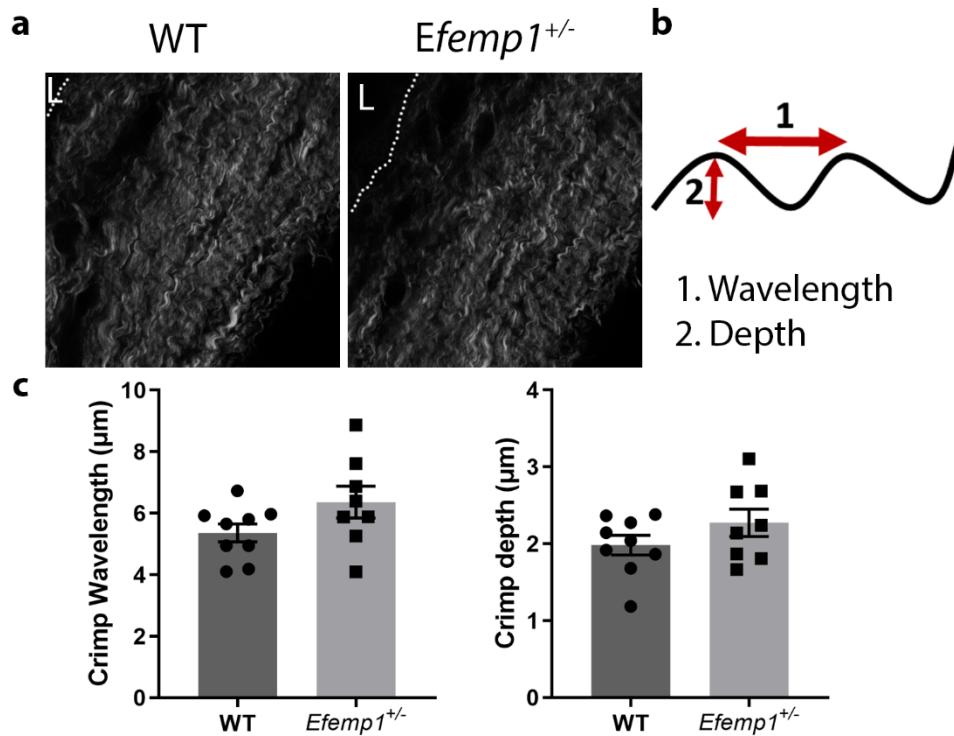 a
WT
Efemp1+/-
b
L
L
1
2
1. Wavelength
2. Depth
c
Crimp Wavelength (µm)
10
8
6
4
2
0
WT
Efemp1+/-
Crimp depth (µm)
4
3
2
1
0
WT
Efemp1+/-